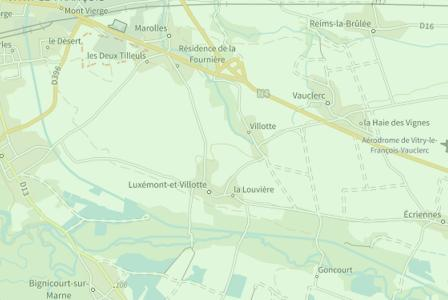 Mont Vierge
Marolles
Reims-la-Brûlée
D16
le Désert.
les Deux Tilleuls
Résidence de la
Fournière
D396
N4
Vauclerc
Villotte
la Haie des Vignes
Aérodrome de Vitry-le-
François-Vauclerc
D13
Luxémont-et-Villotte
la Louvière
Écriennes
Goncourt
Bignicourt-sur-
Marne